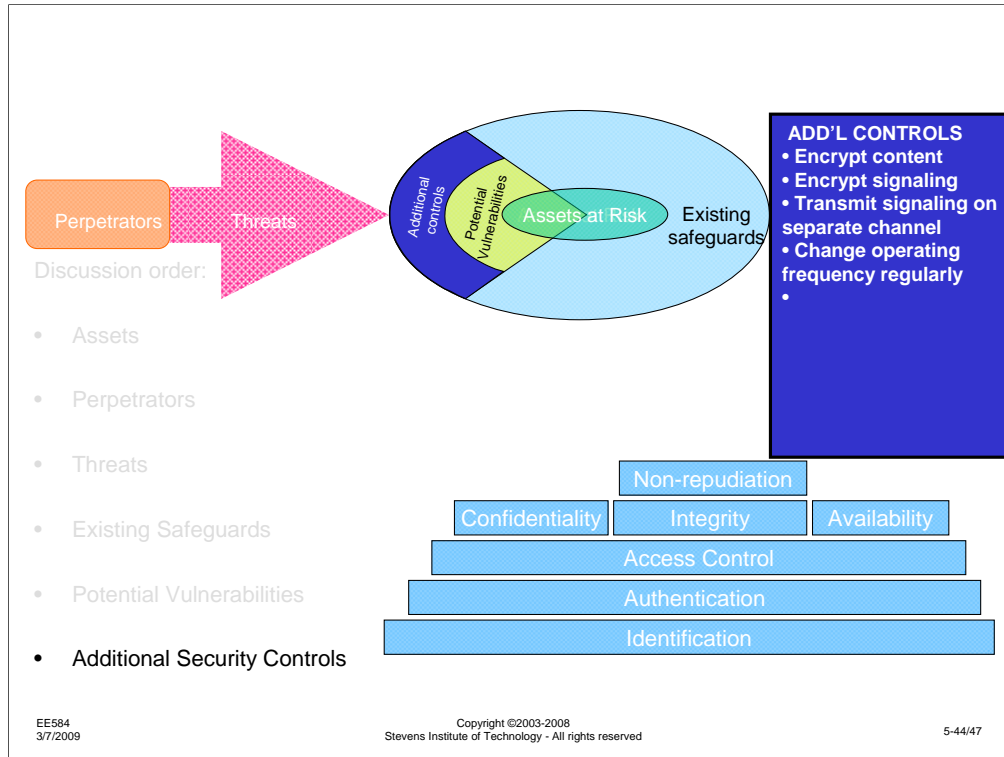 Perpetrators
Threats
Additional
controls
Potential
Vulnerabilities
Assets at Risk
Existing
safeguards
ADD'L CONTROLS
• Encrypt content
• Encrypt signaling
• Transmit signaling on
separate channel
• Change operating
frequency regularly
•
Discussion order:
• Assets
• Perpetrators
• Threats
• Existing Safeguards
• Potential Vulnerabilities
• Additional Security Controls
Non-repudiation
Confidentiality
Integrity
Availability
Access Control
Authentication
Identification
EE584
3/7/2009
Copyright ©2003-2008
Stevens Institute of Technology - All rights reserved
5-44/47